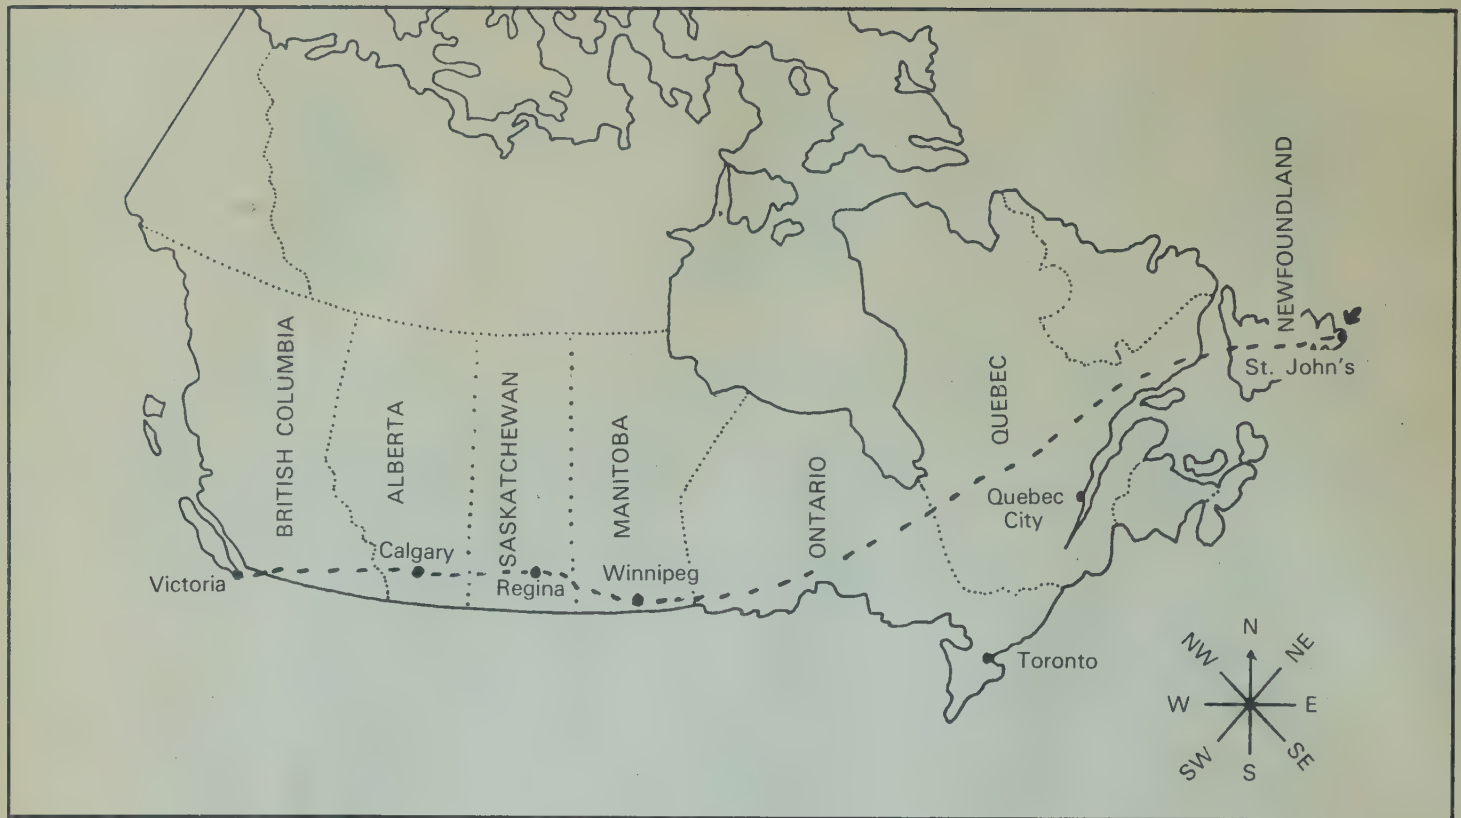 NEWFOUNDLAND
St. John's
BRITISH COLUMBIA
ALBERTA
SASKATCHEWAN
MANITOBA
ONTARIO
QUEBEC
Quebec
City
Victoria
Calgary
Regina
Winnipeg
Toronto
N
NE
E
SE
S
SW
W
NW